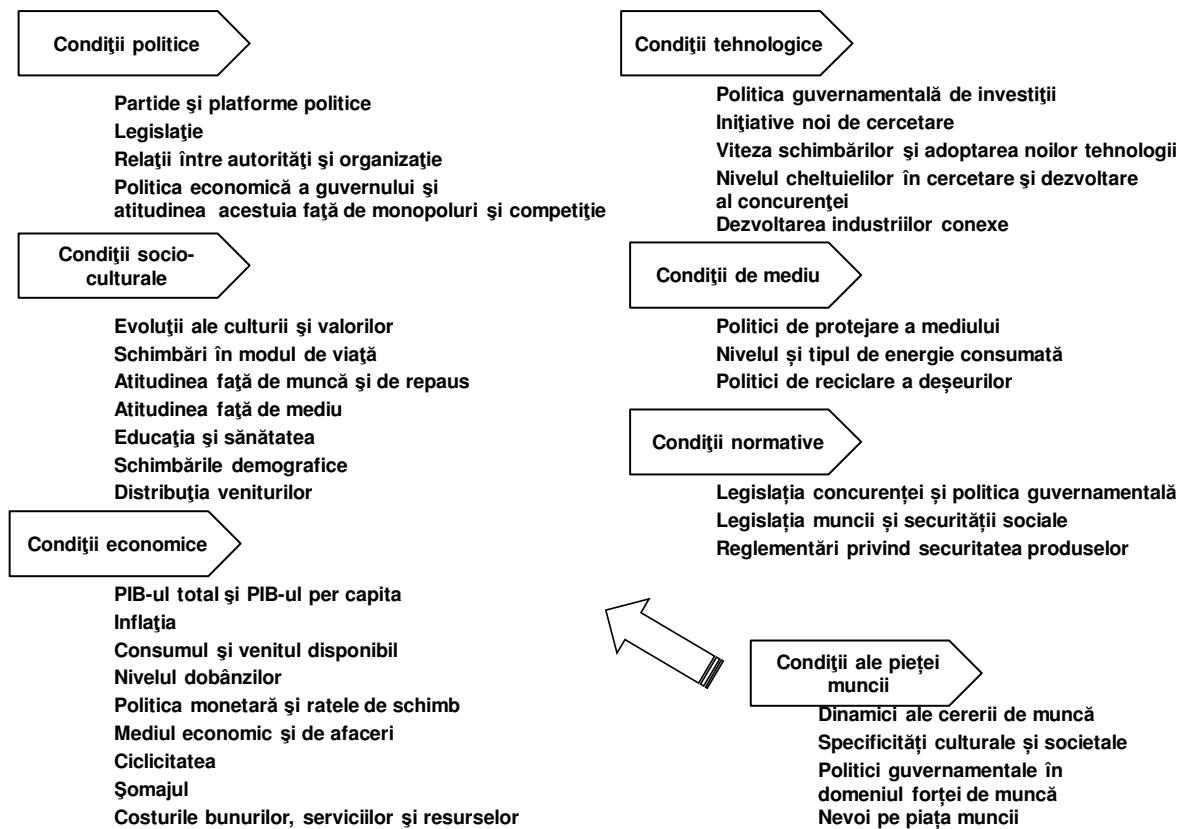 Condiţii politice
Partide şi platforme politice
Legislaţie
Relaţii între autorităţi şi organizaţie
Politica economică a guvernului şi
atitudinea acestuia faţă de monopoluri şi competiţie
Condiţii socio-
culturale
Evoluţii ale culturii şi valorilor
Schimbări în modul de viaţă
Atitudinea faţă de muncă şi de repaus
Atitudinea faţă de mediu
Educaţia şi sănătatea
Schimbările demografice
Distribuţia veniturilor
Condiţii economice
PIB-ul total şi PIB-ul per capita
Inflaţia
Consumul şi venitul disponibil
Nivelul dobânzilor
Politica monetară şi ratele de schimb
Mediul economic şi de afaceri
Ciclicitatea
Şomajul
Costurile bunurilor, serviciilor şi resurselor
Condiţii tehnologice
Politica guvernamentală de investiţii
Iniţiative noi de cercetare
Viteza schimbărilor şi adoptarea noilor tehnologii
Nivelul cheltuielilor în cercetare şi dezvoltare
al concurenţei
Dezvoltarea industriilor conexe
Condiţii de mediu
Politici de protejare a mediului
Nivelul și tipul de energie consumată
Politici de reciclare a deșeurilor
Condiţii normative
Legislația concurenței și politica guvernamentală
Legislația muncii și securității sociale
Reglementări privind securitatea produselor
Condiţii ale pieței
muncii
Dinamici ale cererii de muncă
Specificități culturale și societale
Politici guvernamentale în
domeniul forței de muncă
Nevoi pe piața muncii